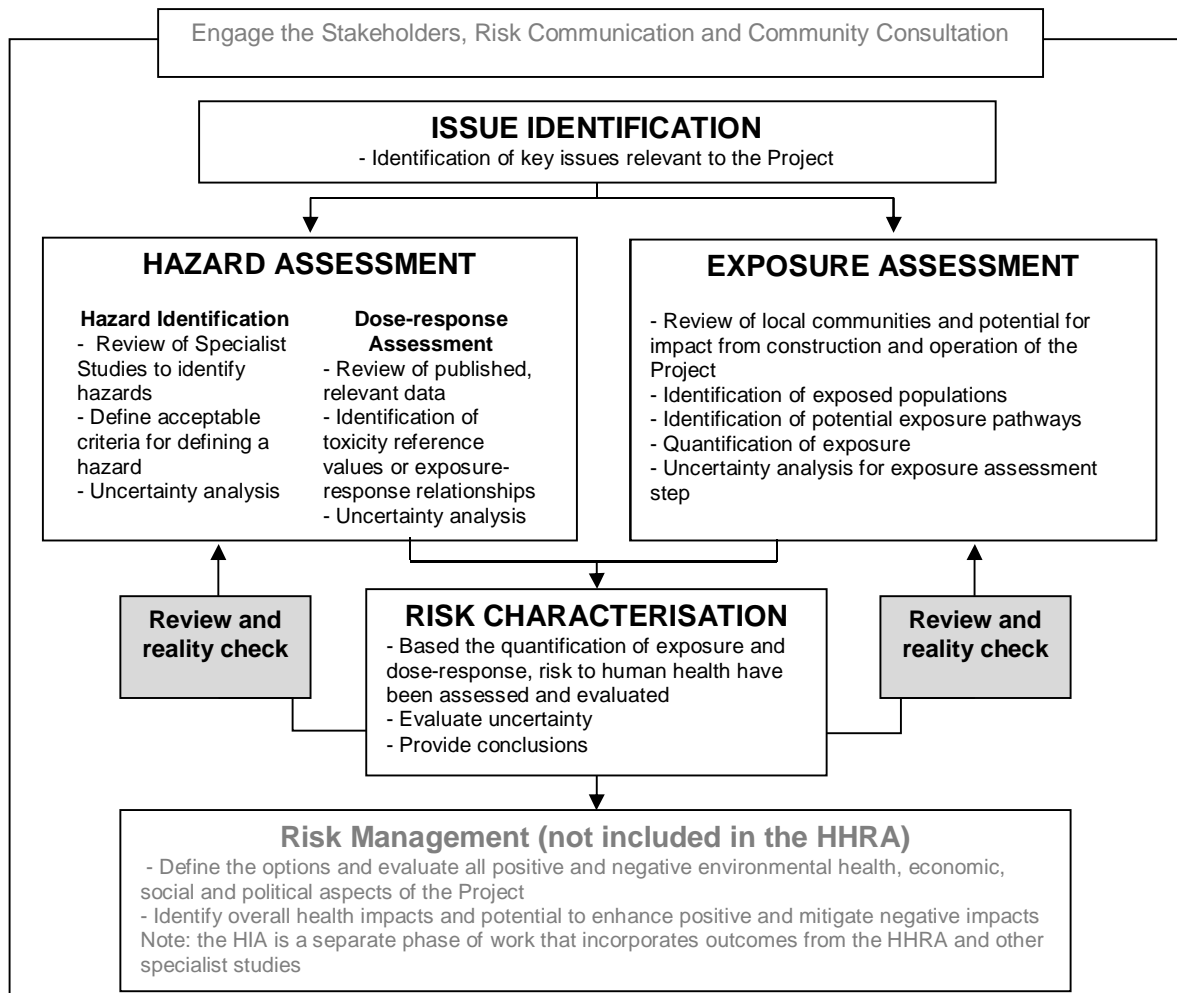 Engage the Stakeholders, Risk Communication and Community Consultation
ISSUE IDENTIFICATION
- Identification of key issues relevant to the Project
HAZARD ASSESSMENT
Hazard Identification
- Review of Specialist
Studies to identify
hazards
- Define acceptable
criteria for defining a
hazard
- Uncertainty analysis
Dose-response
Assessment
- Review of published,
relevant data
- Identification of
toxicity reference
values or exposure-
response relationships
- Uncertainty analysis
EXPOSURE ASSESSMENT
- Review of local communities and potential for
impact from construction and operation of the
Project
- Identification of exposed populations
- Identification of potential exposure pathways
- Quantification of exposure
- Uncertainty analysis for exposure assessment
step
Review and
reality check
RISK CHARACTERISATION
- Based the quantification of exposure and
dose-response, risk to human health have
been assessed and evaluated
- Evaluate uncertainty
- Provide conclusions
Review and
reality check
Risk Management (not included in the HHRA)
- Define the options and evaluate all positive and negative environmental health, economic,
social and political aspects of the Project
- Identify overall health impacts and potential to enhance positive and mitigate negative impacts
Note: the HIA is a separate phase of work that incorporates outcomes from the HHRA and other
specialist studies